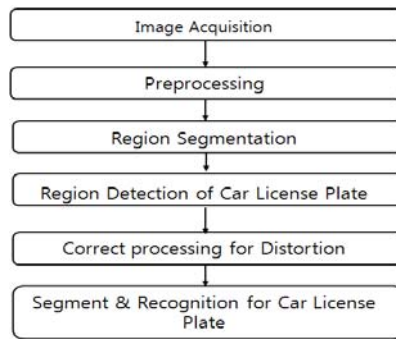 Image Acquisition
Preprocessing
Region Segmentation
Region Detection of Car License Plate
Correct processing for Distortion
Segment & Recognition for Car License
Plate